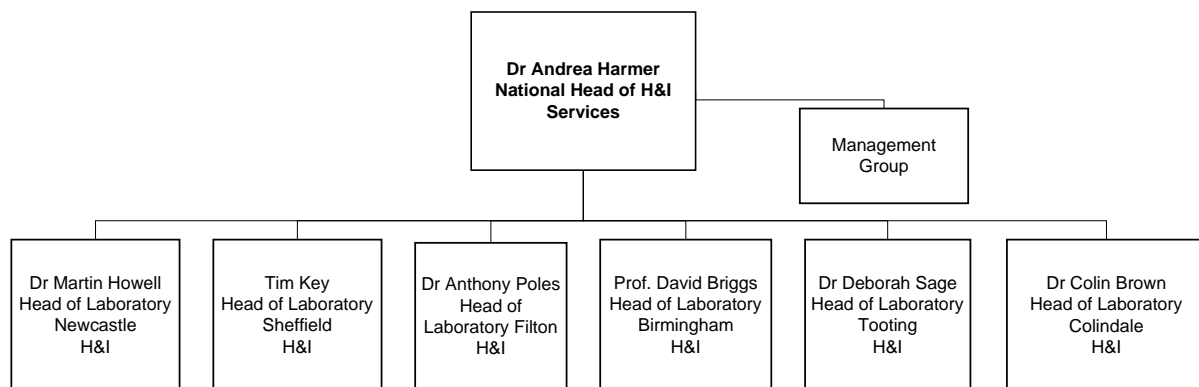 Dr Andrea Harmer
National Head of H&I
Services
Management
Group
Dr Martin Howell
Head of Laboratory
Newcastle
H&I
Tim Key
Head of Laboratory
Sheffield
H&I
Dr Anthony Poles
Head of
Laboratory Filton
H&I
Prof. David Briggs
Head of Laboratory
Birmingham
H&I
Dr Deborah Sage
Head of Laboratory
Tooting
H&I
Dr Colin Brown
Head of Laboratory
Colindale
H&I